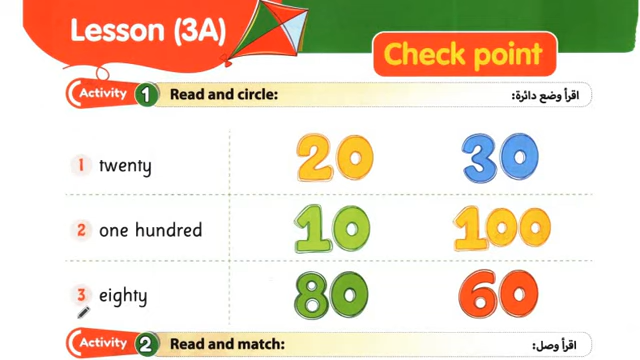 Lesson (3A)
Check point
Activity 1 Read and circle: اقرأ وضع دائرة:
1 twenty 20 30
2 one hundred 10 100
3 eighty 80 60
Activity 2 Read and match: اقرأ وصل: